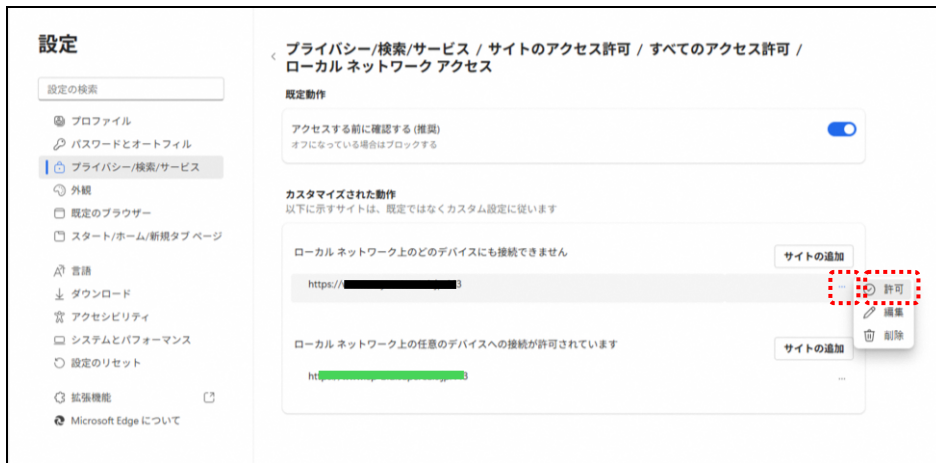 設定
設定の検索
プロファイル
パスワードとオートフィル
プライバシー/検索/サービス
外観
既定のブラウザー
スタート/ホーム/新規タブ ページ
言語
ダウンロード
アクセシビリティ
システムとパフォーマンス
設定のリセット
拡張機能
Microsoft Edge について
プライバシー/検索/サービス / サイトのアクセス許可 / すべてのアクセス許可 /
ローカル ネットワーク アクセス
既定動作
アクセスする前に確認する (推奨)
オフになっている場合はブロックする
カスタマイズされた動作
以下に示すサイトは、既定ではなくカスタム設定に従います
ローカル ネットワーク上のどのデバイスにも接続できません
サイトの追加
https://
3
...
許可
編集
削除
ローカル ネットワーク上の任意のデバイスへの接続が許可されています
サイトの追加
ht
3
...